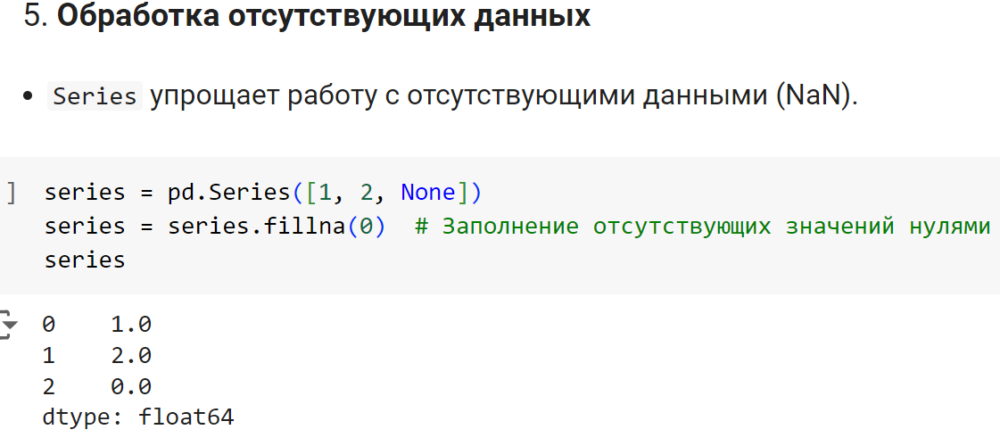 5. Обработка отсутствующих данных
• Series упрощает работу с отсутствующими данными (NaN).
] series = pd.Series([1, 2, None])
series = series.fillna(0)  # Заполнение отсутствующих значений нулями
series
0    1.0
1    2.0
2    0.0
dtype: float64